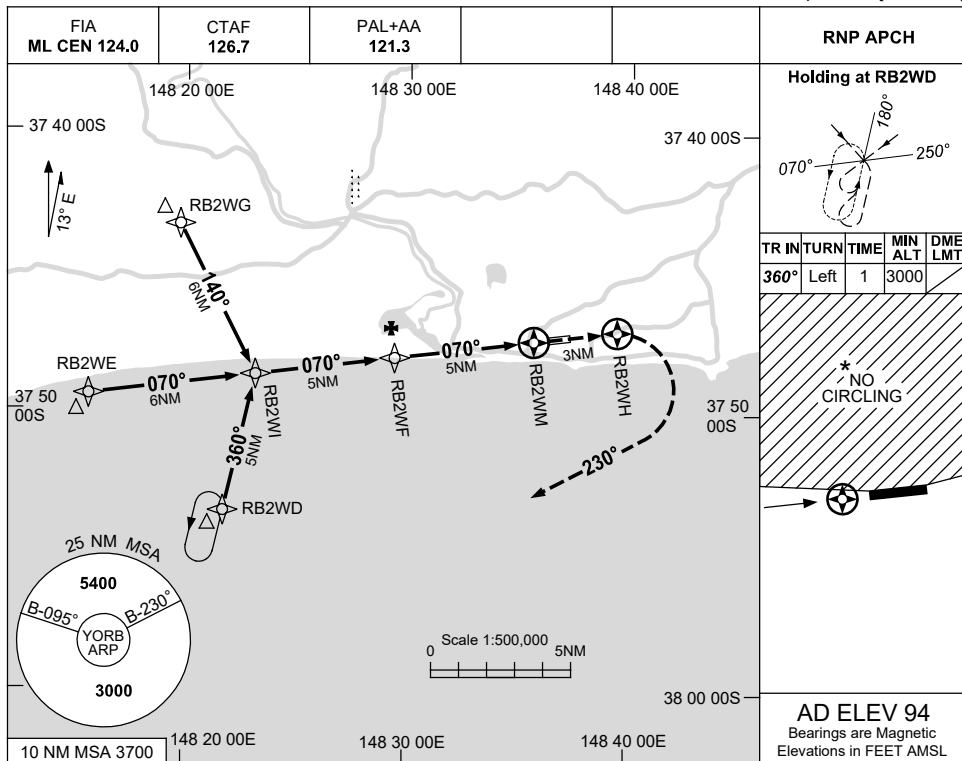 FIA
ML CEN 124.0
CTAF
126.7
PAL+AA
121.3
RNP APCH
148 20 00E
148 30 00E
148 40 00E
37 40 00S
37 40 00S
13° E
RB2WG
140°
6NM
RB2WE
070°
6NM
RB2WI
070°
5NM
RB2WF
070°
5NM
RB2WM
3NM
RB2WH
37 50
00S
37 50
00S
360°
5NM
RB2WD
230°
25 NM MSA
5400
B-095°
B-230°
YORB
ARP
3000
Scale 1:500,000
0
5NM
38 00 00S
148 20 00E
148 30 00E
148 40 00E
10 NM MSA 3700
Holding at RB2WD
180°
070°
250°
TR IN TURN TIME MIN ALT DME LMT
360° Left 1 3000
* NO
CIRCLING
AD ELEV 94
Bearings are Magnetic
Elevations in FEET AMSL